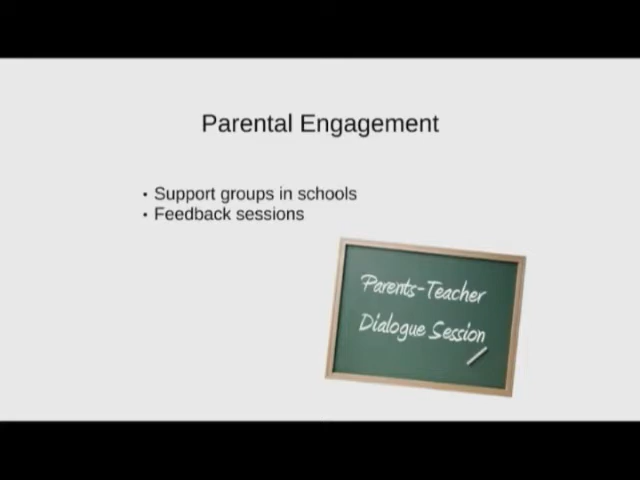 Parental Engagement
• Support groups in schools
• Feedback sessions
Parents-Teacher
Dialogue Session